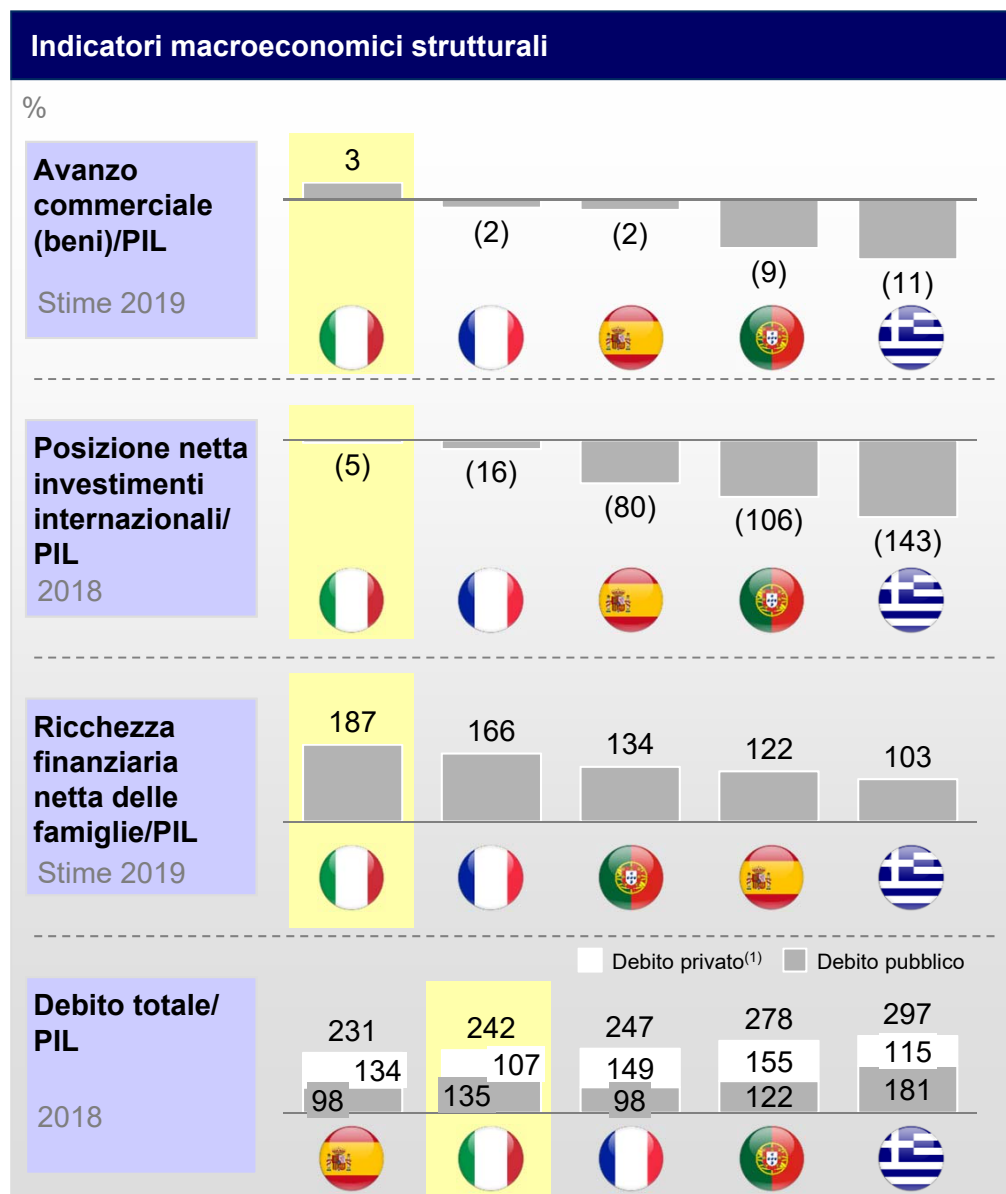 Indicatori macroeconomici strutturali
%
Avanzo
commerciale
(beni)/PIL
Stime 2019
3
(2)
(2)
(9)
(11)
Posizione netta
investimenti
internazionali/
PIL
2018
(5)
(16)
(80)
(106)
(143)
Ricchezza
finanziaria
netta delle
famiglie/PIL
Stime 2019
187
166
134
122
103
Debito privato(1)
Debito pubblico
Debito totale/
PIL
2018
231
242
247
278
297
134
107
149
155
115
98
135
98
122
181